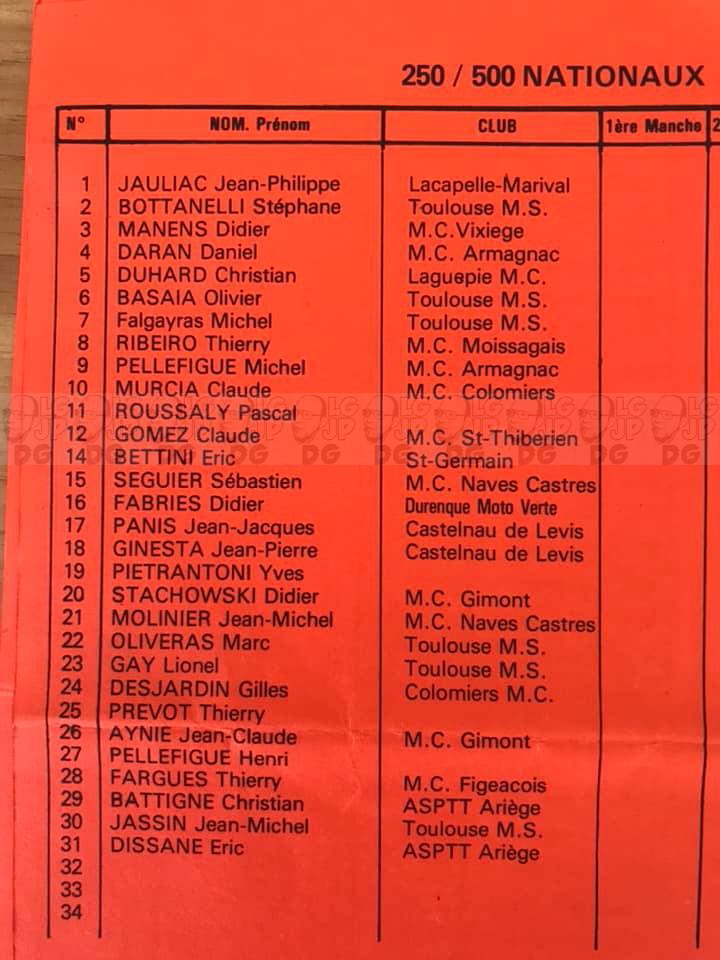 250 / 500 NATIONAUX
N° NOM. Prénom CLUB 1ère Manche 2
1 JAULIAC Jean-Philippe Lacapelle-Marival
2 BOTTANELLI Stéphane Toulouse M.S.
3 MANENS Didier M.C.Vixiege
4 DARAN Daniel M.C. Armagnac
5 DUHARD Christian Laguepie M.C.
6 BASAIA Olivier Toulouse M.S.
7 Falgayras Michel Toulouse M.S.
8 RIBEIRO Thierry M.C. Moissagais
9 PELLEFIGUE Michel M.C. Armagnac
10 MURCIA Claude M.C. Colomiers
11 ROUSSALY Pascal
12 GOMEZ Claude M.C. St-Thiberien
14 BETTINI Eric St-Germain
15 SEGUIER Sébastien M.C. Naves Castres
16 FABRIES Didier Durenque Moto Verte
17 PANIS Jean-Jacques Castelnau de Levis
18 GINESTA Jean-Pierre Castelnau de Levis
19 PIETRANTONI Yves
20 STACHOWSKI Didier M.C. Gimont
21 MOLINIER Jean-Michel M.C. Naves Castres
22 OLIVERAS Marc Toulouse M.S.
23 GAY Lionel Toulouse M.S.
24 DESJARDIN Gilles Colomiers M.C.
25 PREVOT Thierry
26 AYNIE Jean-Claude M.C. Gimont
27 PELLEFIGUE Henri
28 FARGUES Thierry M.C. Figeacois
29 BATTIGNE Christian ASPTT Ariège
30 JASSIN Jean-Michel Toulouse M.S.
31 DISSANE Eric ASPTT Ariège
32
33
34